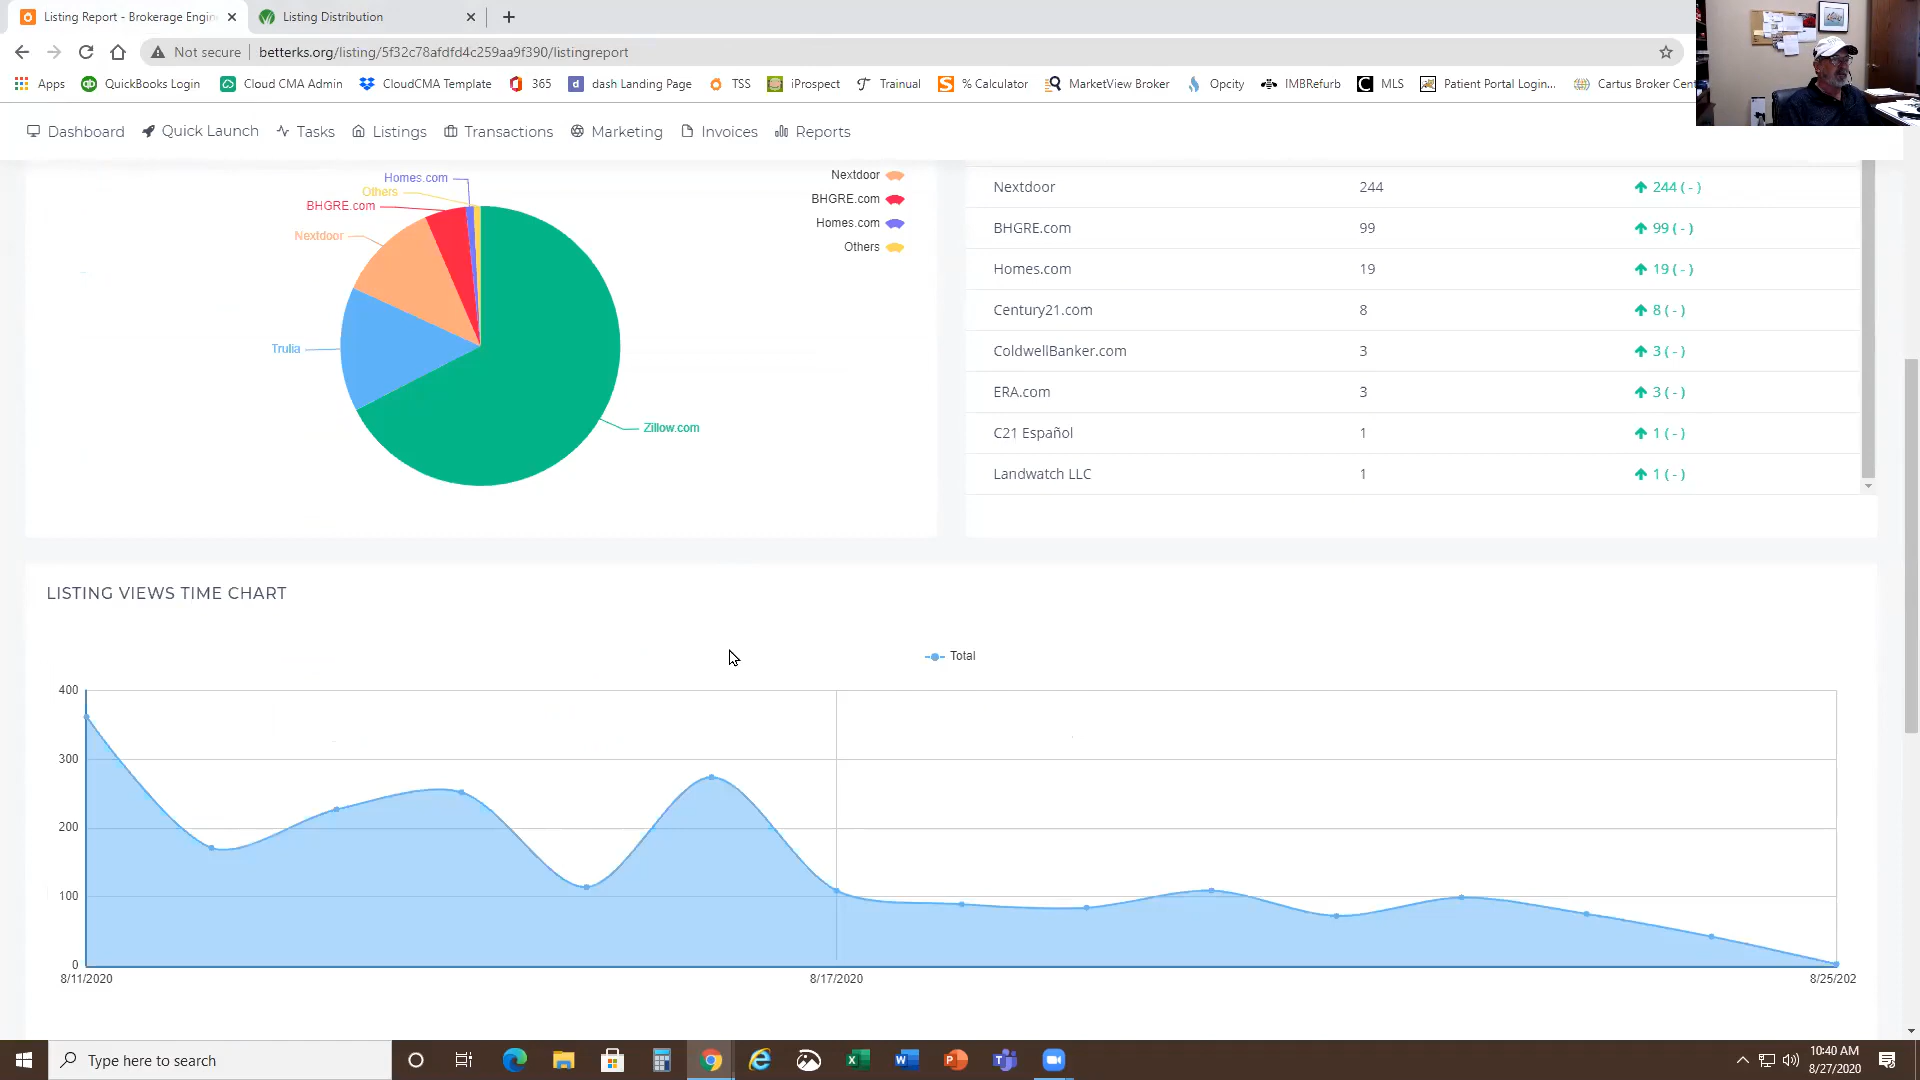 Listing Report - Brokerage Engin
Listing Distribution
Not secure
betterks.org/listing/5f32c78afdfd4c259aa9f390/listingreport
Apps
QuickBooks Login
Cloud CMA Admin
CloudCMA Template
365
dash Landing Page
TSS
iProspect
Trainual
% Calculator
MarketView Broker
Opcity
IMBRefurb
MLS
Patient Portal Login...
Cartus Broker Cent
Dashboard
Quick Launch
Tasks
Listings
Transactions
Marketing
Invoices
Reports
Homes.com
Others
BHGRE.com
Nextdoor
Trulia
Zillow.com
Nextdoor
BHGRE.com
Homes.com
Others
Nextdoor 244 244 ( - )
BHGRE.com 99 99 ( - )
Homes.com 19 19 ( - )
Century21.com 8 8 ( - )
ColdwellBanker.com 3 3 ( - )
ERA.com 3 3 ( - )
C21 Español 1 1 ( - )
Landwatch LLC 1 1 ( - )
LISTING VIEWS TIME CHART
Total
400
300
200
100
0
8/11/2020 8/17/2020 8/25/202
Type here to search
10:40 AM
8/27/2020